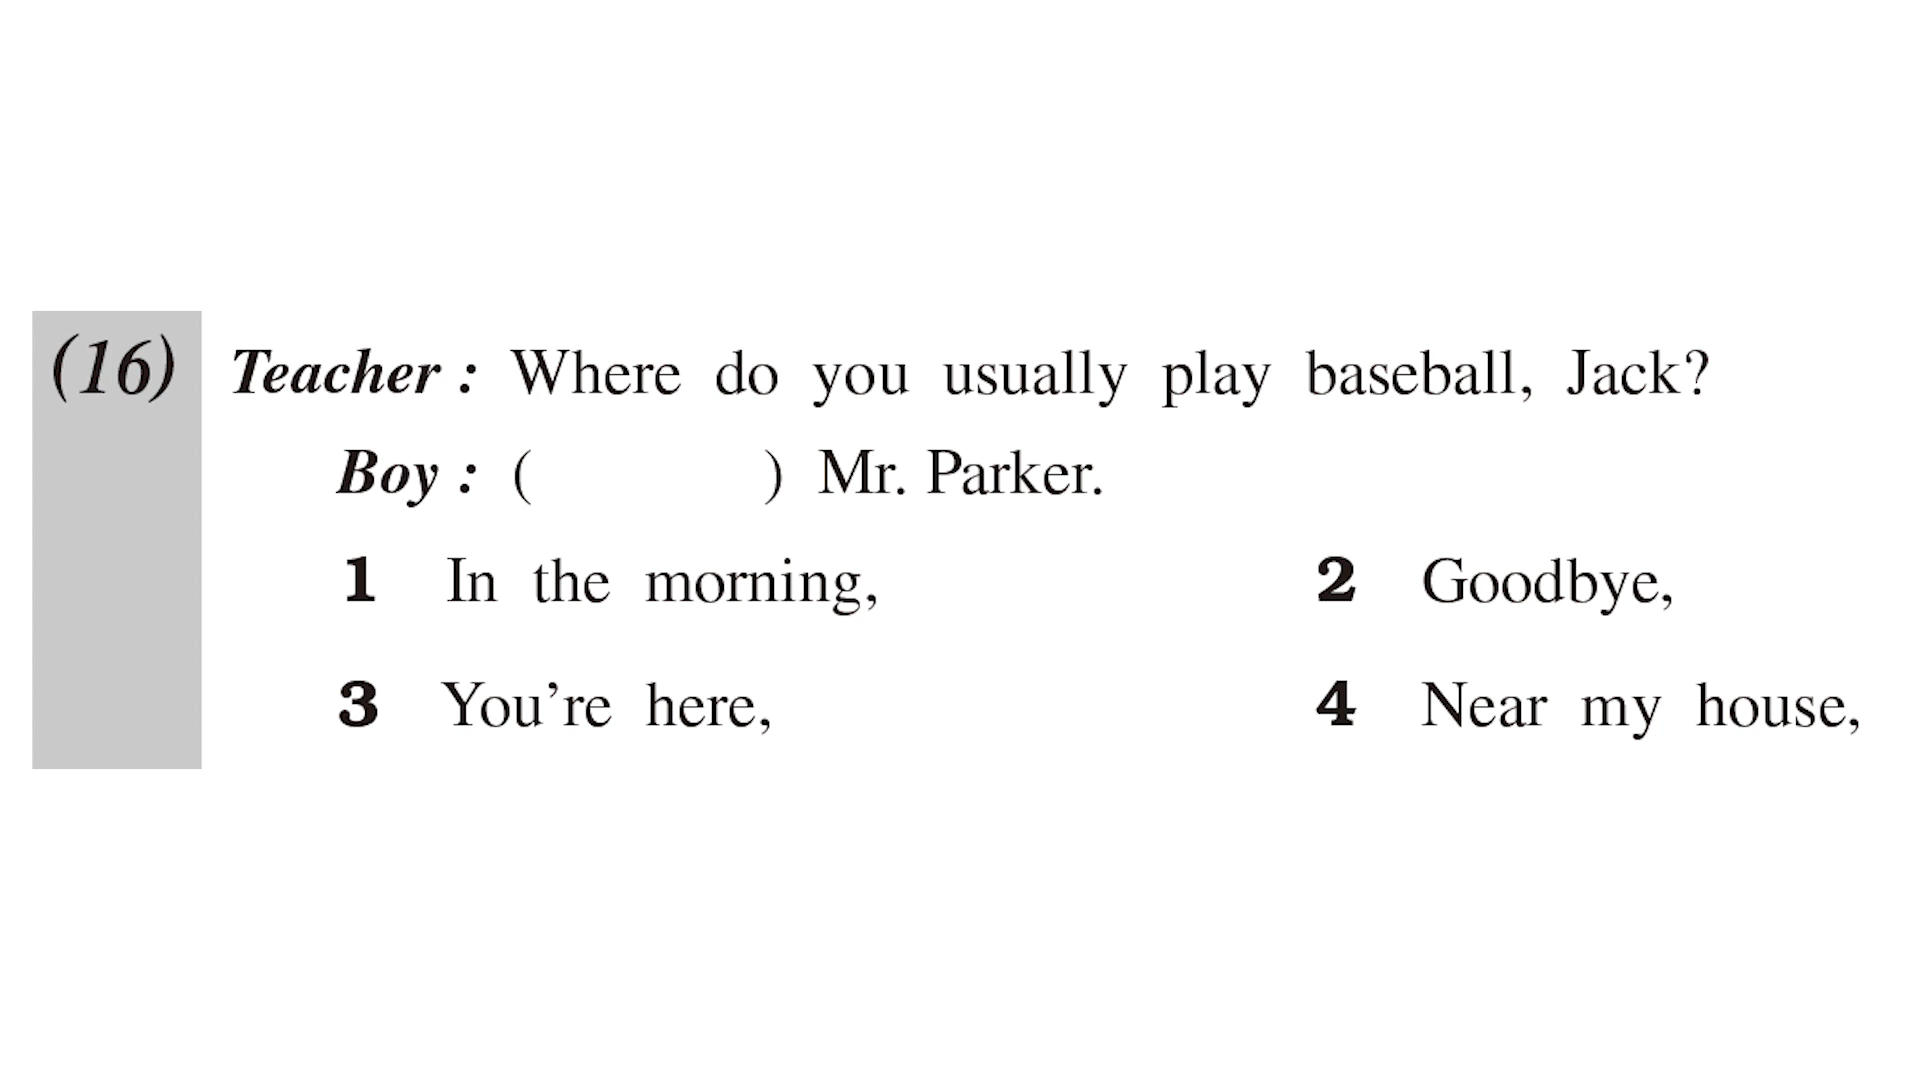 (16) Teacher : Where do you usually play baseball, Jack?
Boy : ( ) Mr. Parker.
1 In the morning, 2 Goodbye,
3 You’re here, 4 Near my house,